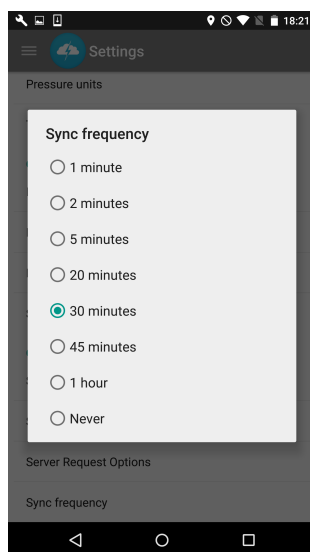 18:21
Settings
Pressure units
Sync frequency
1 minute
2 minutes
5 minutes
20 minutes
30 minutes
45 minutes
1 hour
Never
Server Request Options
Sync frequency